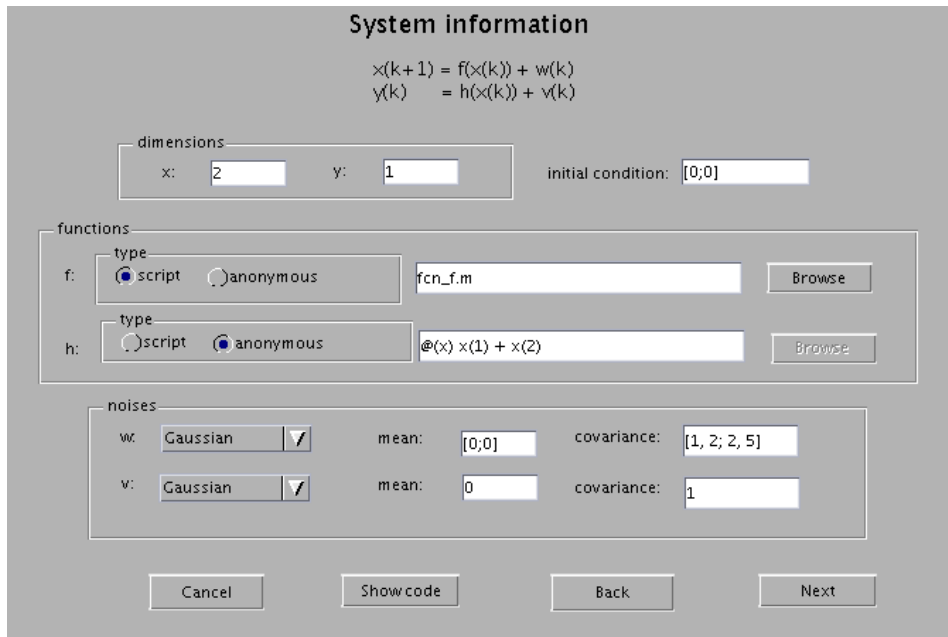 System information
x(k+1) = f(x(k)) + w(k)
y(k) = h(x(k)) + v(k)
dimensions
x: 2 y: 1 initial condition: [0;0]
functions
type
f: script anonymous fcn_f.m Browse
type
h: script anonymous @(x) x(1) + x(2) Browse
noises
w: Gaussian mean: [0;0] covariance: [1, 2; 2, 5]
v: Gaussian mean: 0 covariance: 1
Cancel Show code Back Next